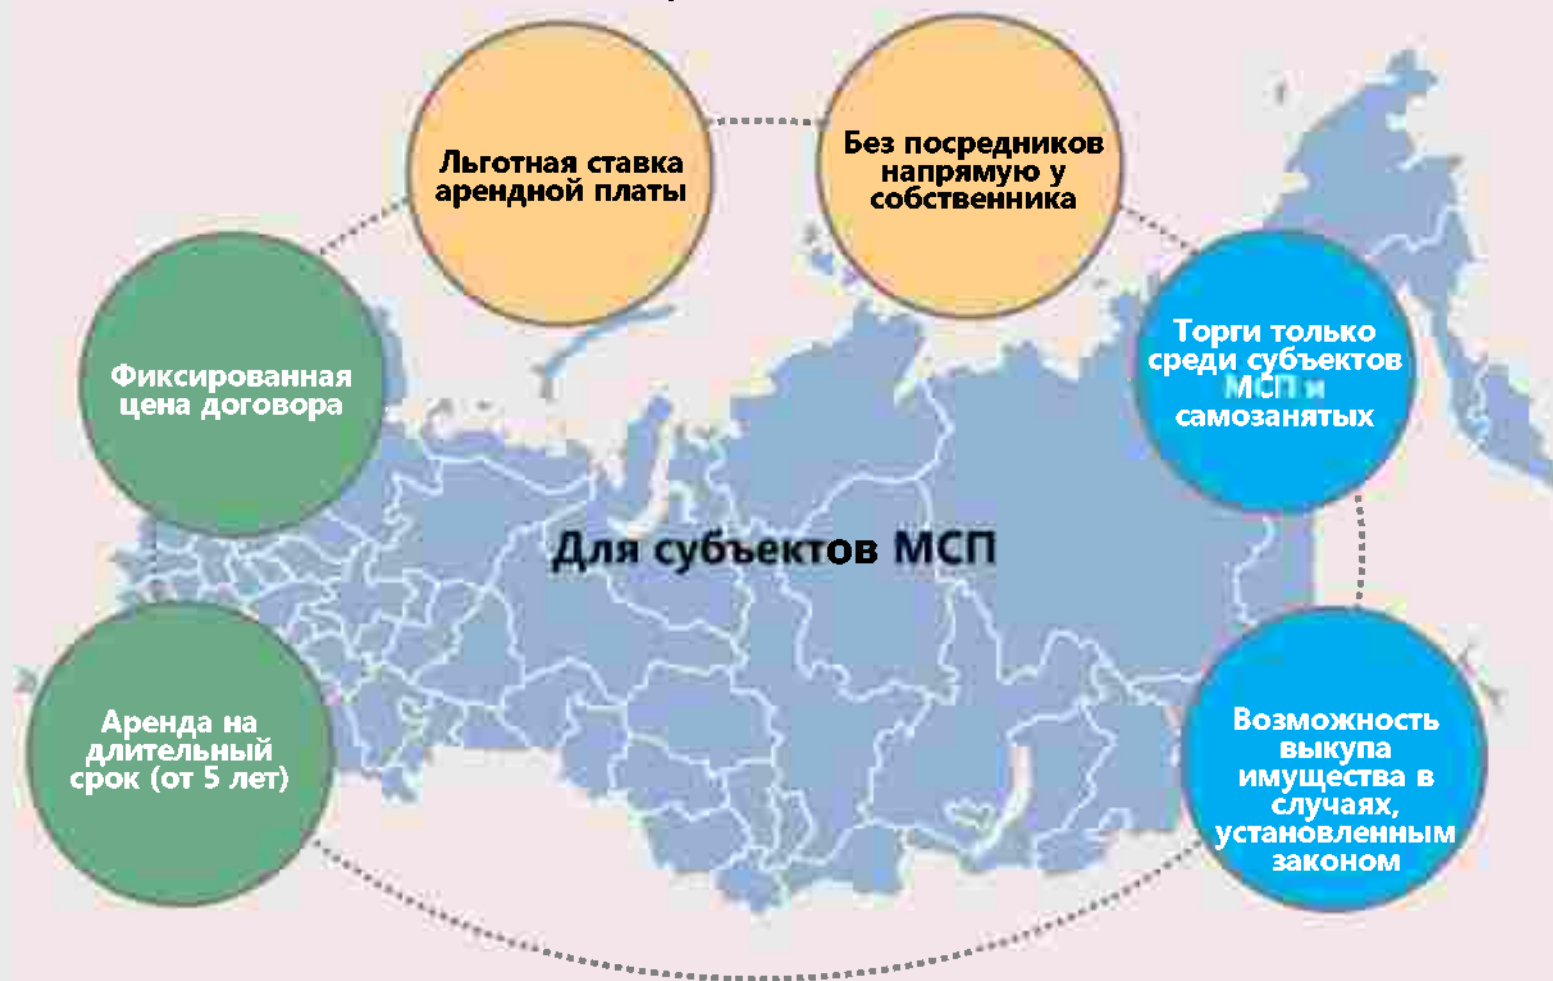 Льготная ставка
арендной платы
Без посредников
напрямую у
собственника
Фиксированная
цена договора
Торги только
среди субъектов
МСП и
самозанятых
Для субъектов МСП
Аренда на
длительный
срок (от 5 лет)
Возможность
выкупа
имущества в
случаях,
установленным
законом